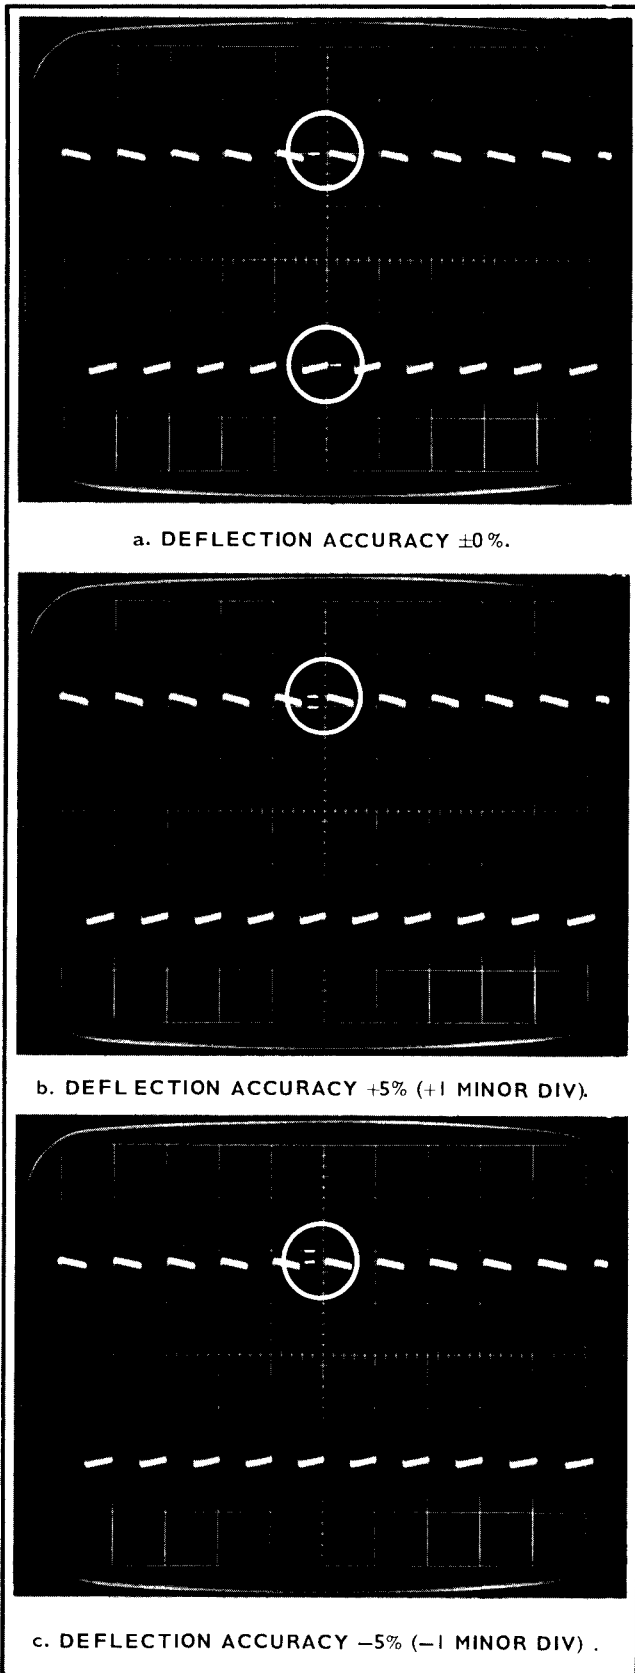 a. DEFLECTION ACCURACY ±0%.
b. DEFLECTION ACCURACY +5% (+1 MINOR DIV).
c. DEFLECTION ACCURACY −5% (−1 MINOR DIV) .